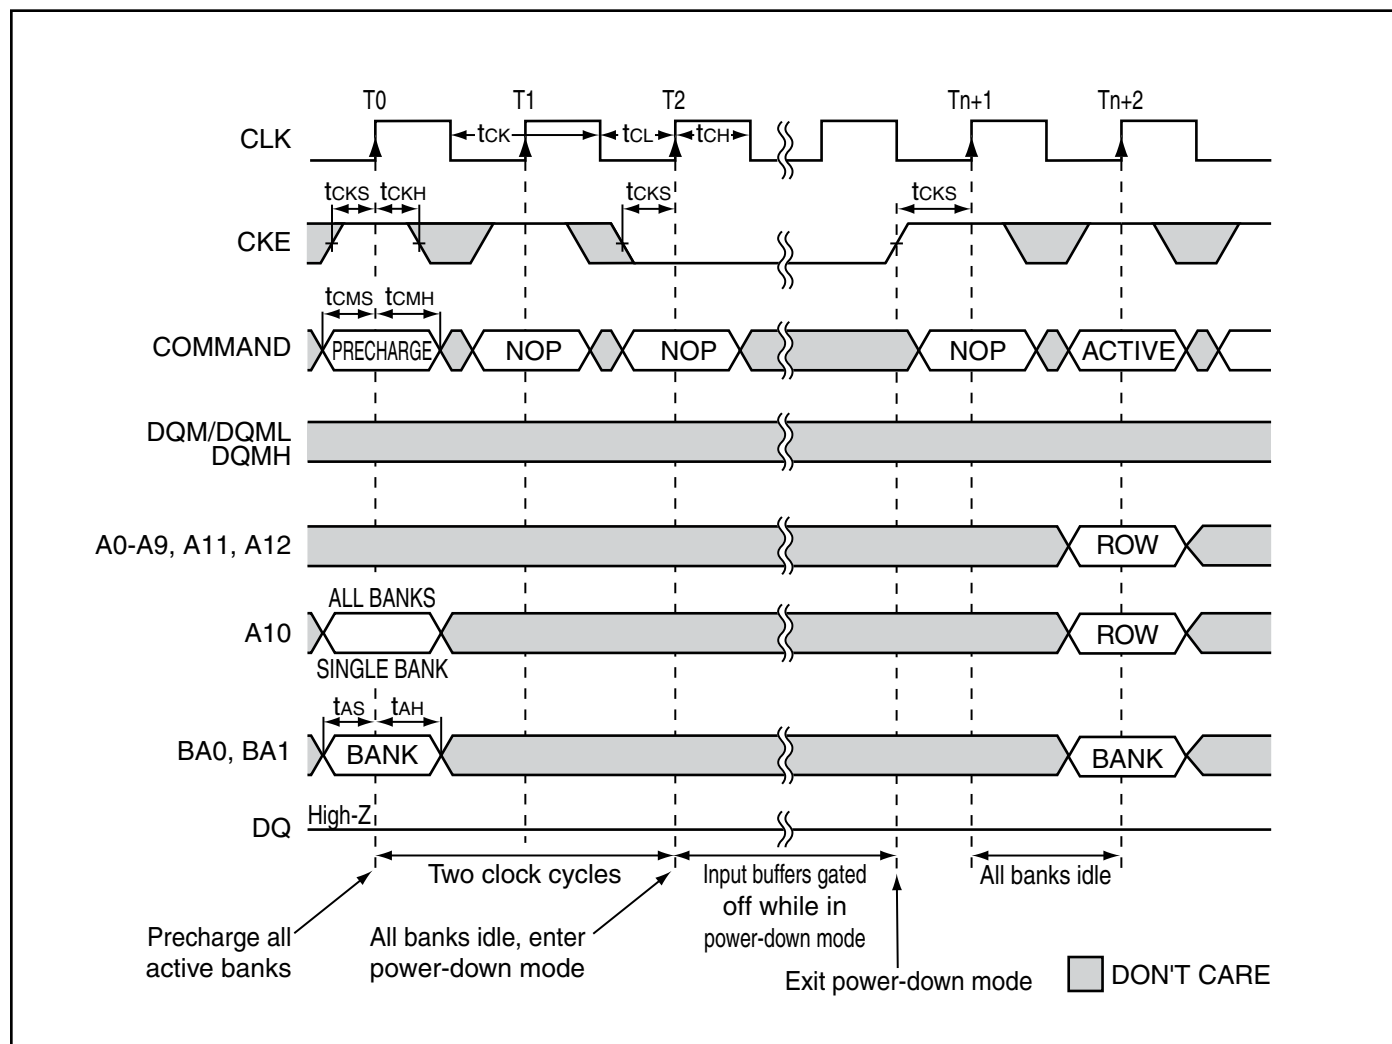 T0 T1 T2 Tn+1 Tn+2
CLK tCK tCL tCH
tCKS tCKH tCKS tCKS
CKE
tCMS tCMH
COMMAND PRECHARGE NOP NOP NOP ACTIVE
DQM/DQML
DQMH
A0-A9, A11, A12 ROW
ALL BANKS
A10 ROW
SINGLE BANK
tAS tAH
BA0, BA1 BANK BANK
High-Z
DQ
Two clock cycles
Input buffers gated
off while in
power-down mode
All banks idle
Precharge all
active banks
All banks idle, enter
power-down mode
Exit power-down mode
DON'T CARE